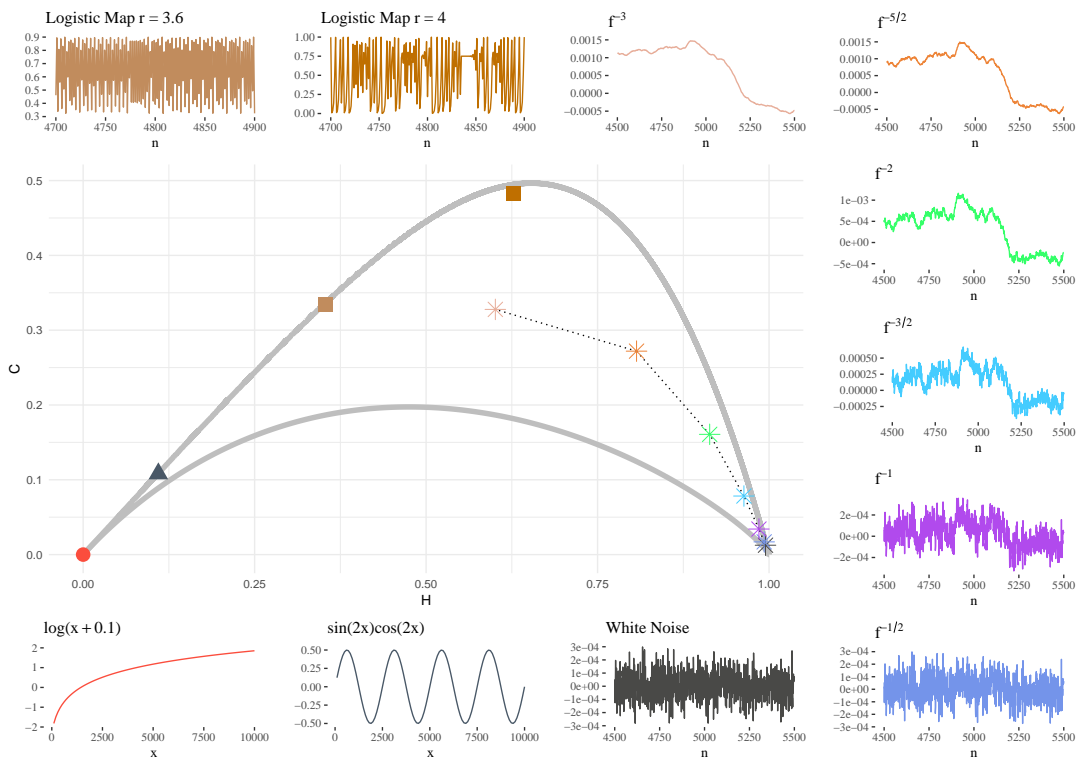 Logistic Map r = 3.6
0.9
0.8
0.7
0.6
0.5
0.4
0.3
4700 4750 4800 4850 4900
n
Logistic Map r = 4
1.00
0.75
0.50
0.25
0.00
4700 4750 4800 4850 4900
n
f⁻³
0.0015
0.0010
0.0005
0.0000
−0.0005
4500 4750 5000 5250 5500
n
f⁻⁵ᐟ²
0.0015
0.0010
0.0005
0.0000
−0.0005
4500 4750 5000 5250 5500
n
0.5
0.4
0.3
0.2
0.1
0.0
C
0.00 0.25 0.50 0.75 1.00
H
f⁻²
1e−03
5e−04
0e+00
−5e−04
4500 4750 5000 5250 5500
n
f⁻³ᐟ²
0.00050
0.00025
0.00000
−0.00025
4500 4750 5000 5250 5500
n
f⁻¹
2e−04
0e+00
−2e−04
4500 4750 5000 5250 5500
n
log(x + 0.1)
2
1
0
−1
−2
0 2500 5000 7500 10000
x
sin(2x)cos(2x)
0.50
0.25
0.00
−0.25
−0.50
0 2500 5000 7500 10000
x
White Noise
3e−04
2e−04
1e−04
0e+00
−1e−04
−2e−04
−3e−04
4500 4750 5000 5250 5500
n
f⁻¹ᐟ²
3e−04
2e−04
1e−04
0e+00
−1e−04
−2e−04
−3e−04
4500 4750 5000 5250 5500
n